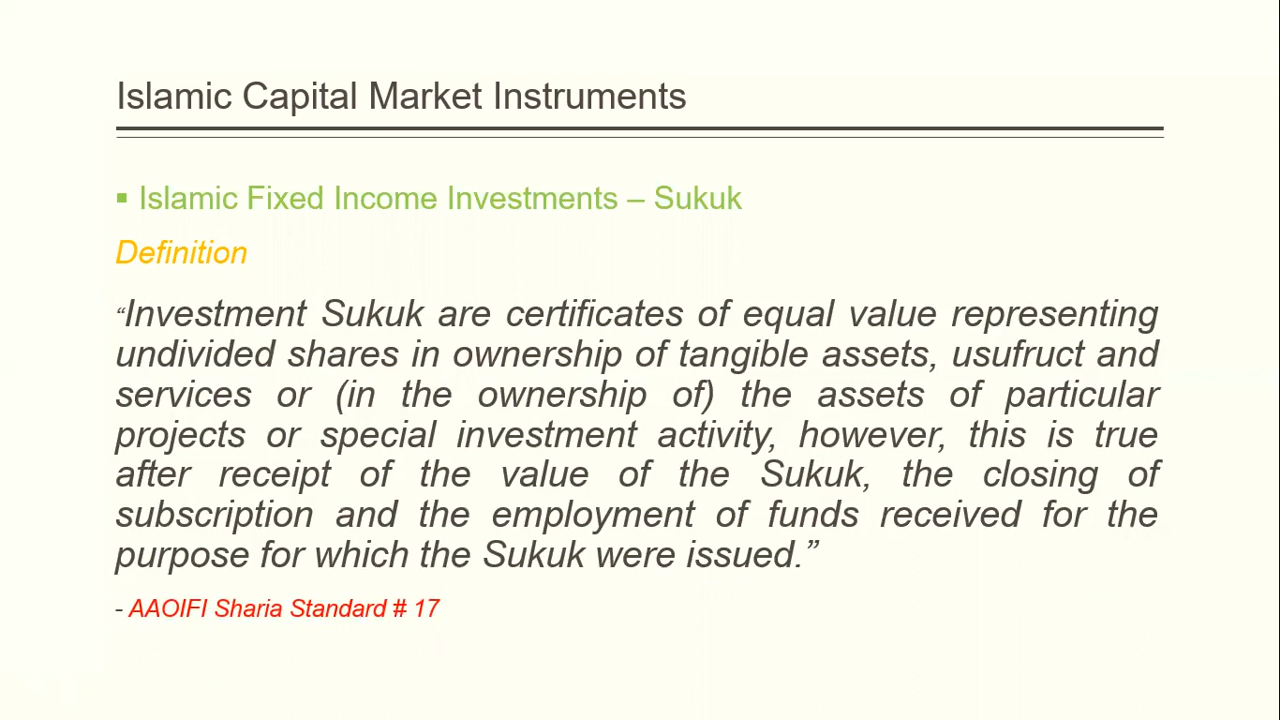 Islamic Capital Market Instruments
▪ Islamic Fixed Income Investments – Sukuk
Definition
“Investment Sukuk are certificates of equal value representing
undivided shares in ownership of tangible assets, usufruct and
services or (in the ownership of) the assets of particular
projects or special investment activity, however, this is true
after receipt of the value of the Sukuk, the closing of
subscription and the employment of funds received for the
purpose for which the Sukuk were issued.”
- AAOIFI Sharia Standard # 17